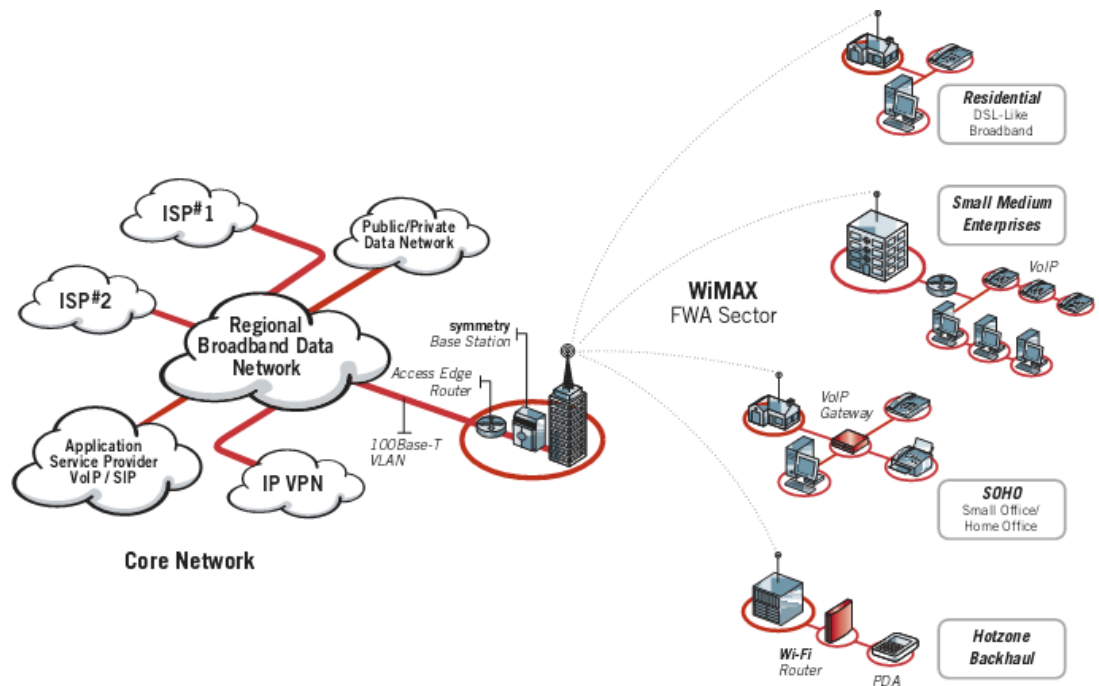 ISP#1
Public/Private
Data Network
ISP#2
Regional
Broadband Data
Network
symmetry
Base Station
Access Edge
Router
100Base-T
VLAN
Application
Service Provider
VoIP / SIP
IP VPN
Core Network
WiMAX
FWA Sector
Residential
DSL-Like
Broadband
Small Medium
Enterprises
VoIP
VoIP
Gateway
SOHO
Small Office/
Home Office
Wi-Fi
Router
PDA
Hotzone
Backhaul